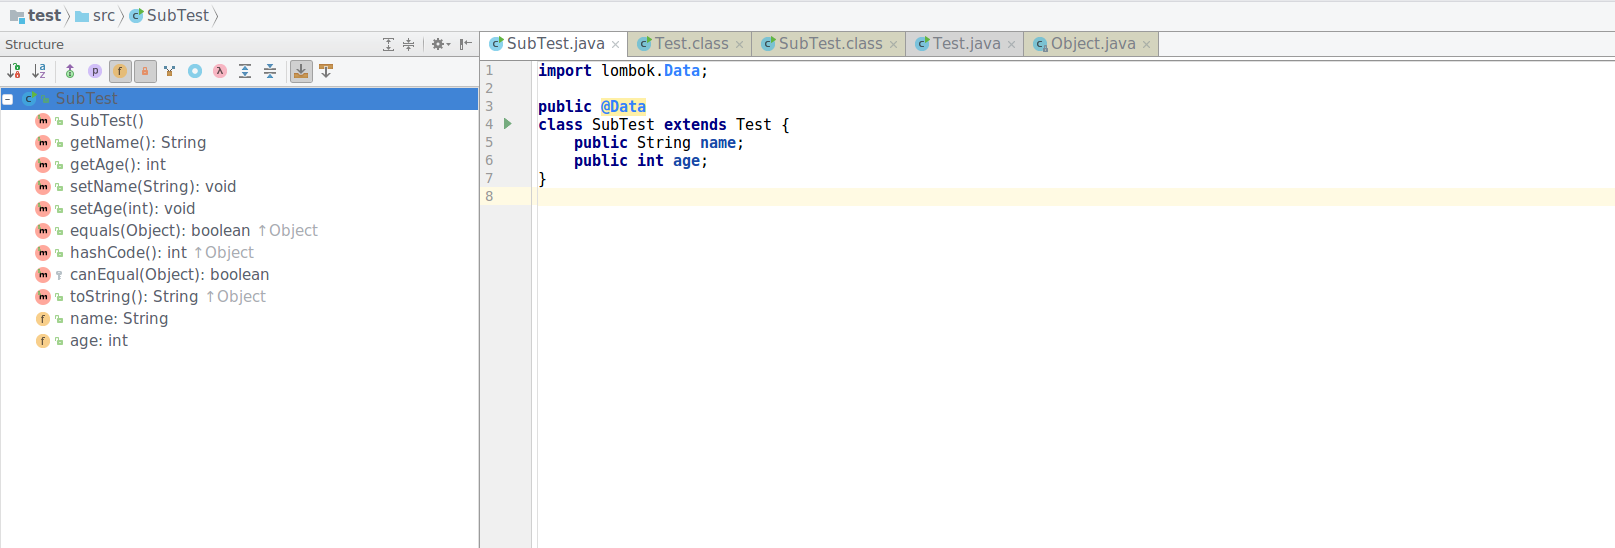 test src SubTest
Structure
SubTest.java Test.class SubTest.class Test.java Object.java
SubTest
SubTest()
getName(): String
getAge(): int
setName(String): void
setAge(int): void
equals(Object): boolean ↑Object
hashCode(): int ↑Object
canEqual(Object): boolean
toString(): String ↑Object
name: String
age: int
1 import lombok.Data;
2
3 public @Data
4 class SubTest extends Test {
5 public String name;
6 public int age;
7 }
8